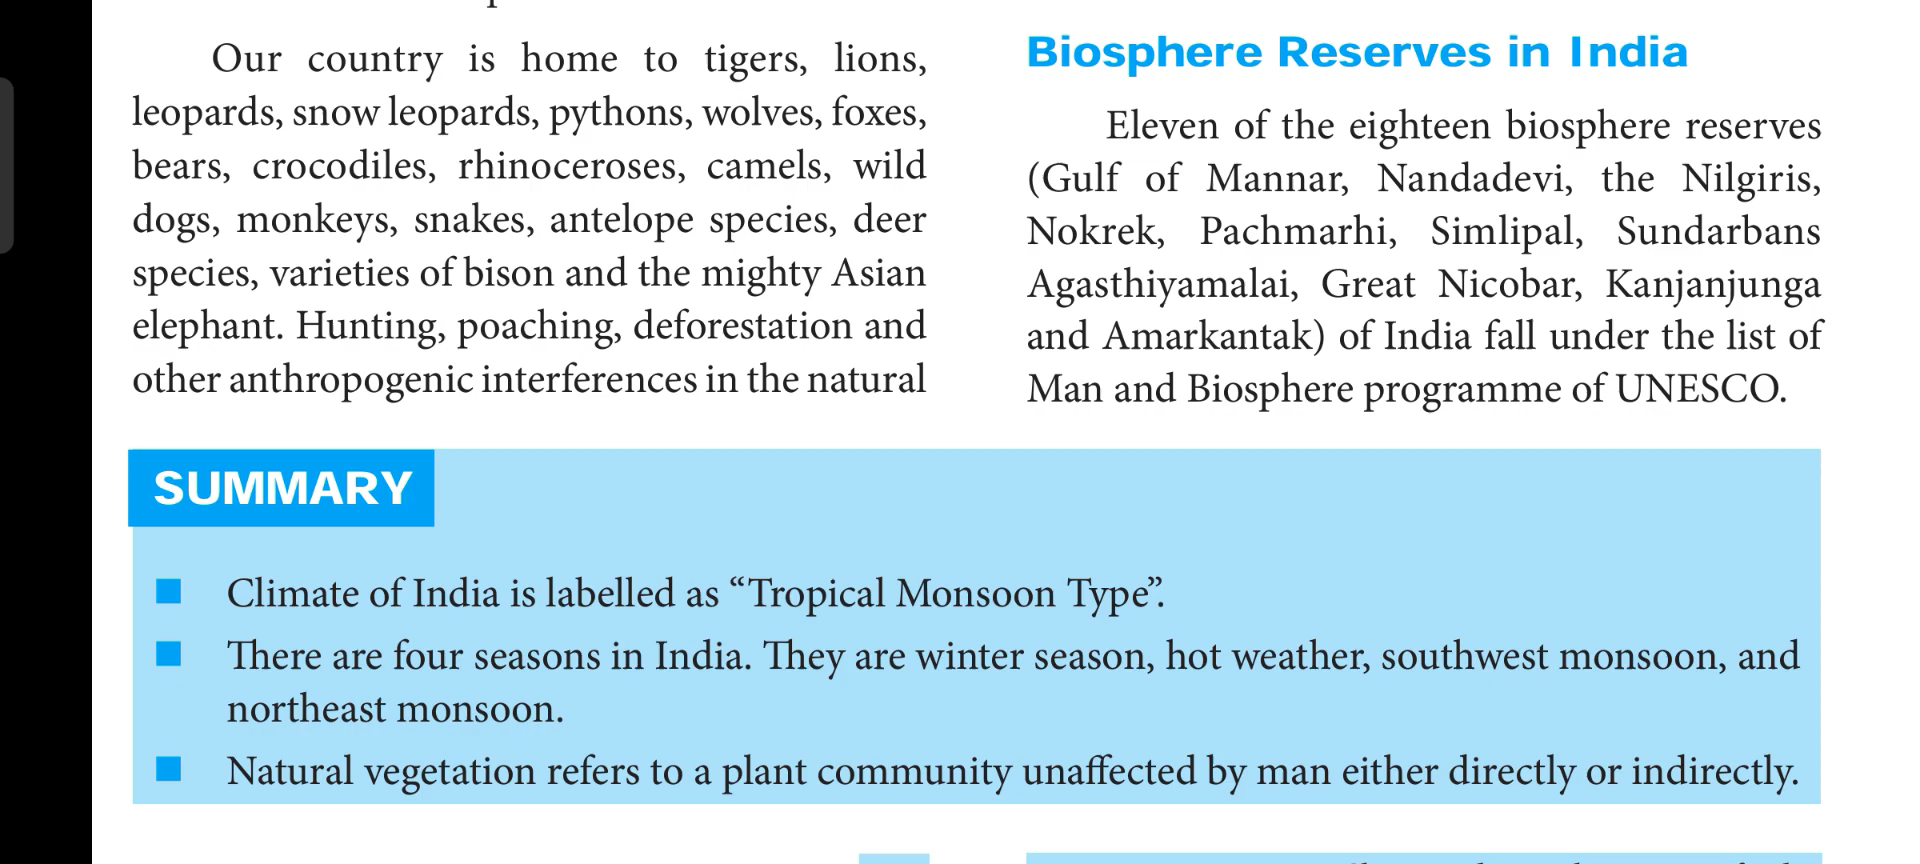 Our country is home to tigers, lions,
leopards, snow leopards, pythons, wolves, foxes,
bears, crocodiles, rhinoceroses, camels, wild
dogs, monkeys, snakes, antelope species, deer
species, varieties of bison and the mighty Asian
elephant. Hunting, poaching, deforestation and
other anthropogenic interferences in the natural
Biosphere Reserves in India
Eleven of the eighteen biosphere reserves
(Gulf of Mannar, Nandadevi, the Nilgiris,
Nokrek, Pachmarhi, Simlipal, Sundarbans
Agasthiyamalai, Great Nicobar, Kanjanjunga
and Amarkantak) of India fall under the list of
Man and Biosphere programme of UNESCO.
SUMMARY
■ Climate of India is labelled as “Tropical Monsoon Type”.
■ There are four seasons in India. They are winter season, hot weather, southwest monsoon, and
northeast monsoon.
■ Natural vegetation refers to a plant community unaffected by man either directly or indirectly.